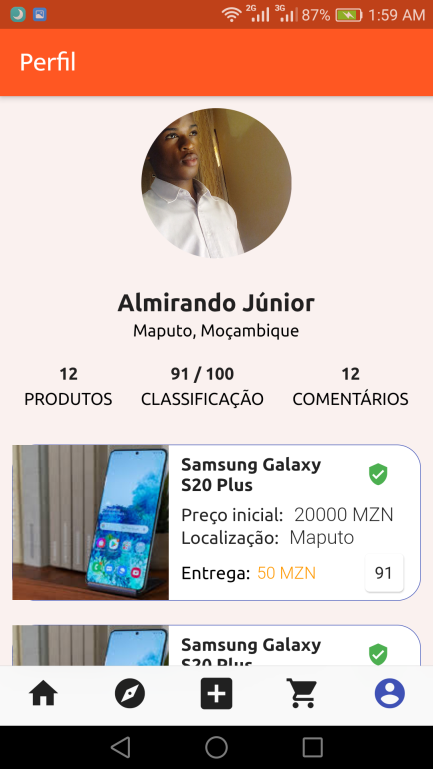 2G 3G 87% 1:59 AM
Perfil
Almirando Júnior
Maputo, Moçambique
12 91 / 100 12
PRODUTOS CLASSIFICAÇÃO COMENTÁRIOS
Samsung Galaxy
S20 Plus
Preço inicial: 20000 MZN
Localização: Maputo
Entrega: 50 MZN 91
Samsung Galaxy
S20 Plus